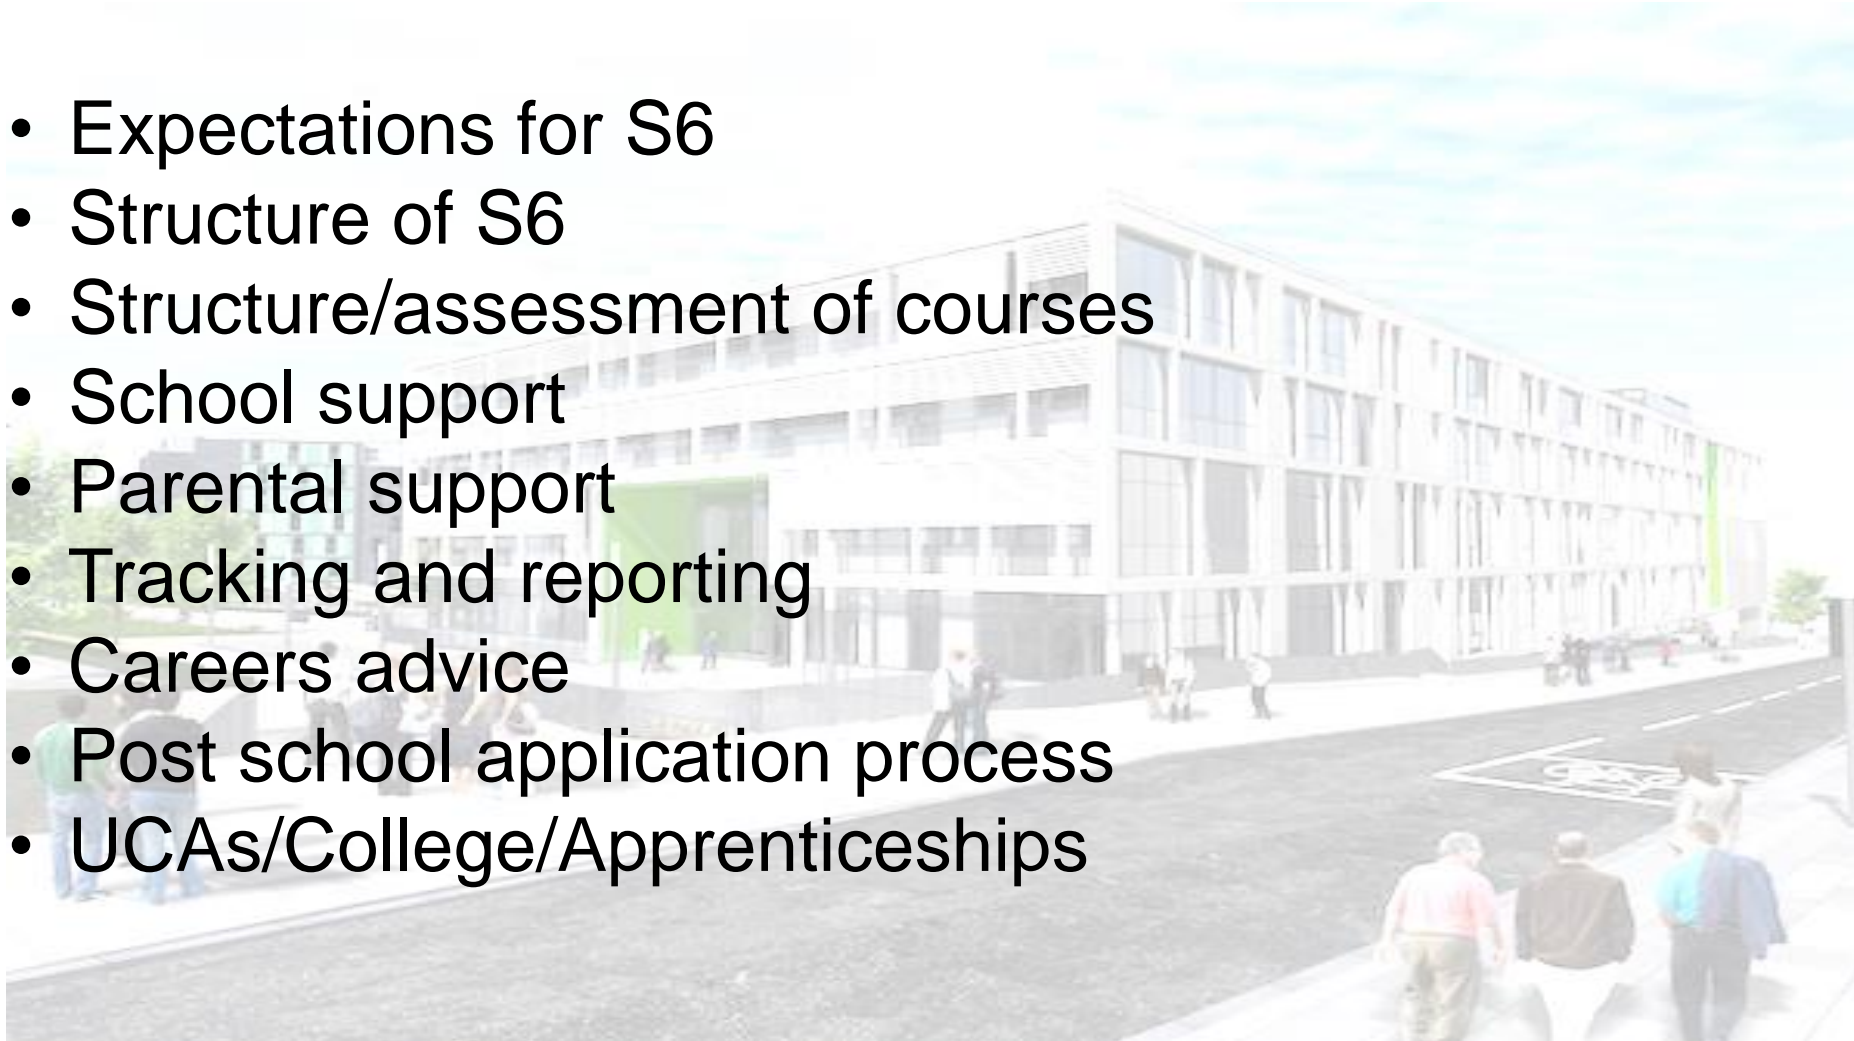 • Expectations for S6
• Structure of S6
• Structure/assessment of courses
• School support
• Parental support
• Tracking and reporting
• Careers advice
• Post school application process
• UCAs/College/Apprenticeships